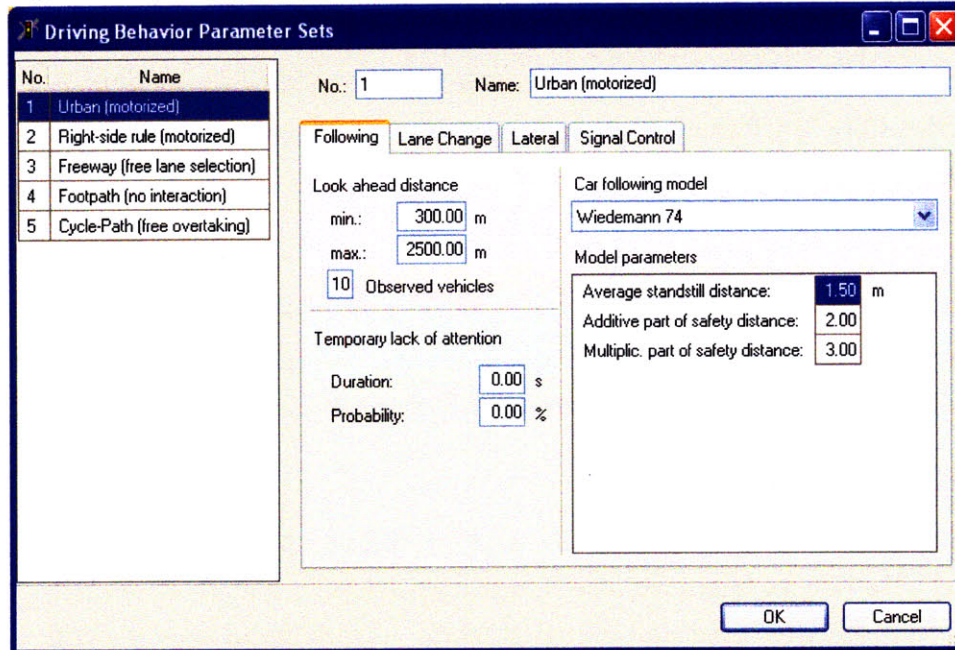 Driving Behavior Parameter Sets
No. Name
1 Urban (motorized)
2 Right-side rule (motorized)
3 Freeway (free lane selection)
4 Footpath (no interaction)
5 Cycle-Path (free overtaking)
No.: 1 Name: Urban (motorized)
Following Lane Change Lateral Signal Control
Look ahead distance
min.: 300.00 m
max.: 2500.00 m
10 Observed vehicles
Temporary lack of attention
Duration: 0.00 s
Probability: 0.00 %
Car following model
Wiedemann 74
Model parameters
Average standstill distance: 1.50 m
Additive part of safety distance: 2.00
Multiplic. part of safety distance: 3.00
OK Cancel